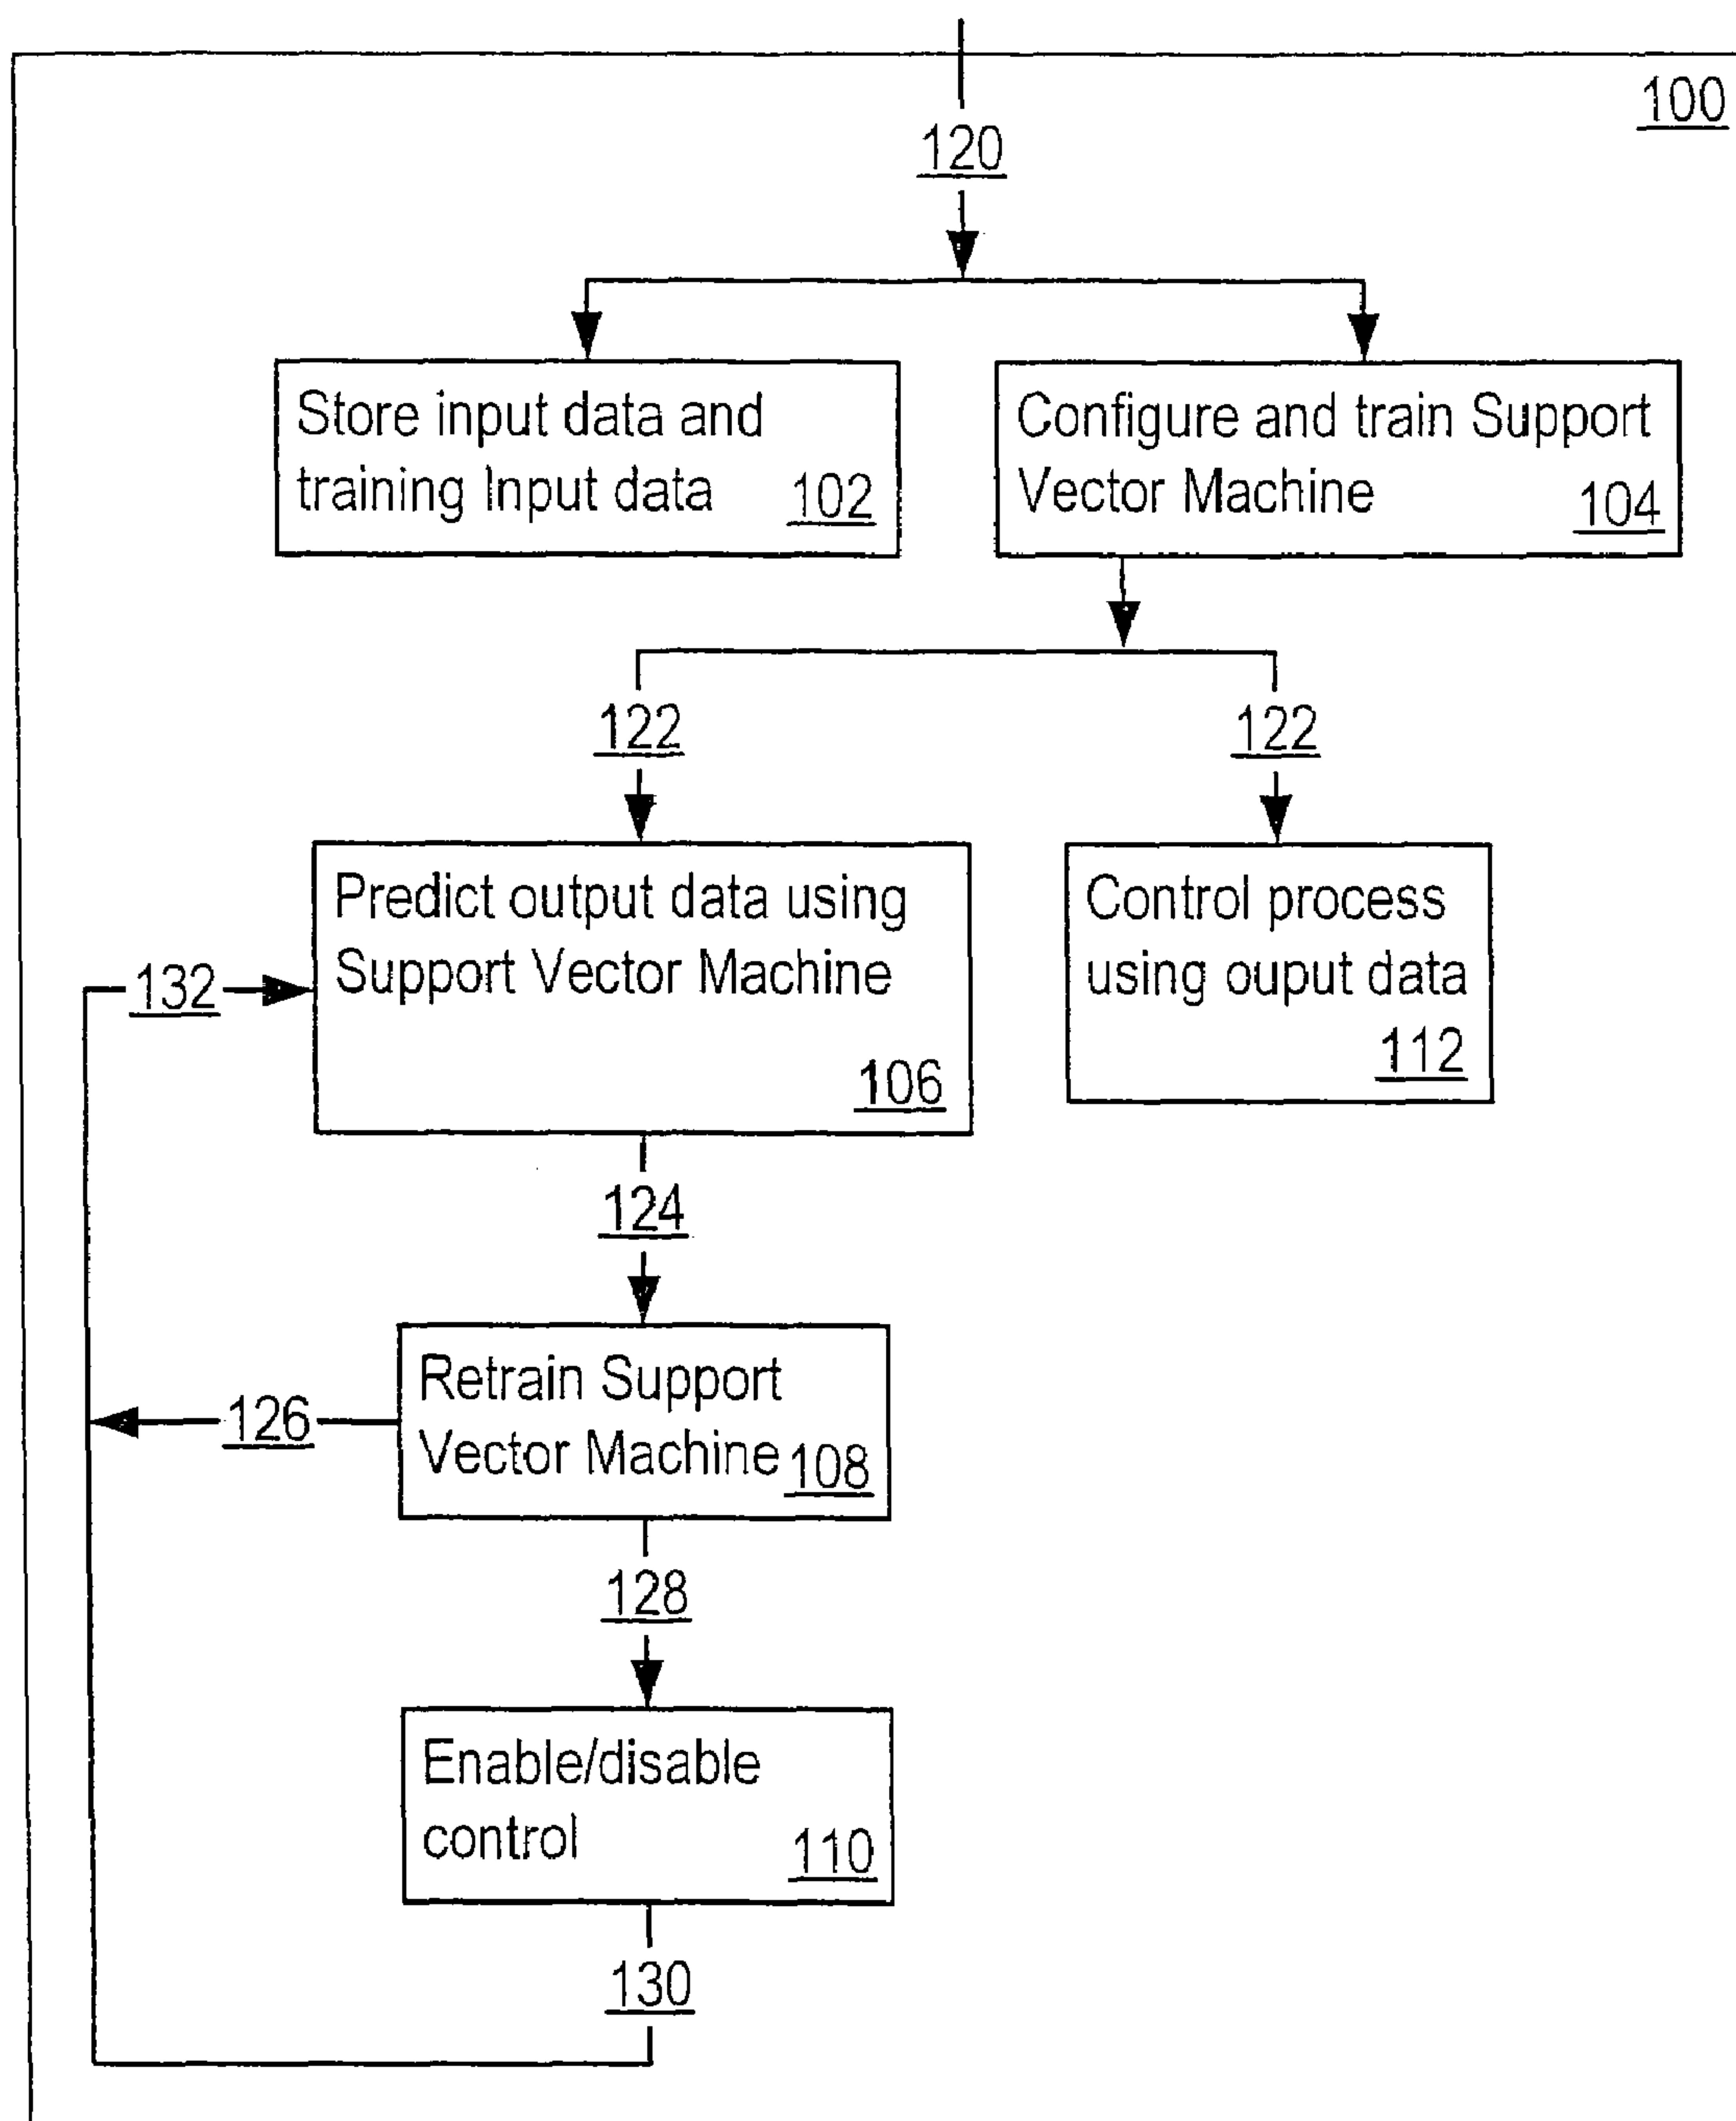 100
120
Store input data and
training Input data 102
Configure and train Support
Vector Machine 104
122
122
Predict output data using
Support Vector Machine
106
Control process
using ouput data
112
132
124
Retrain Support
Vector Machine 108
126
128
Enable/disable
control 110
130